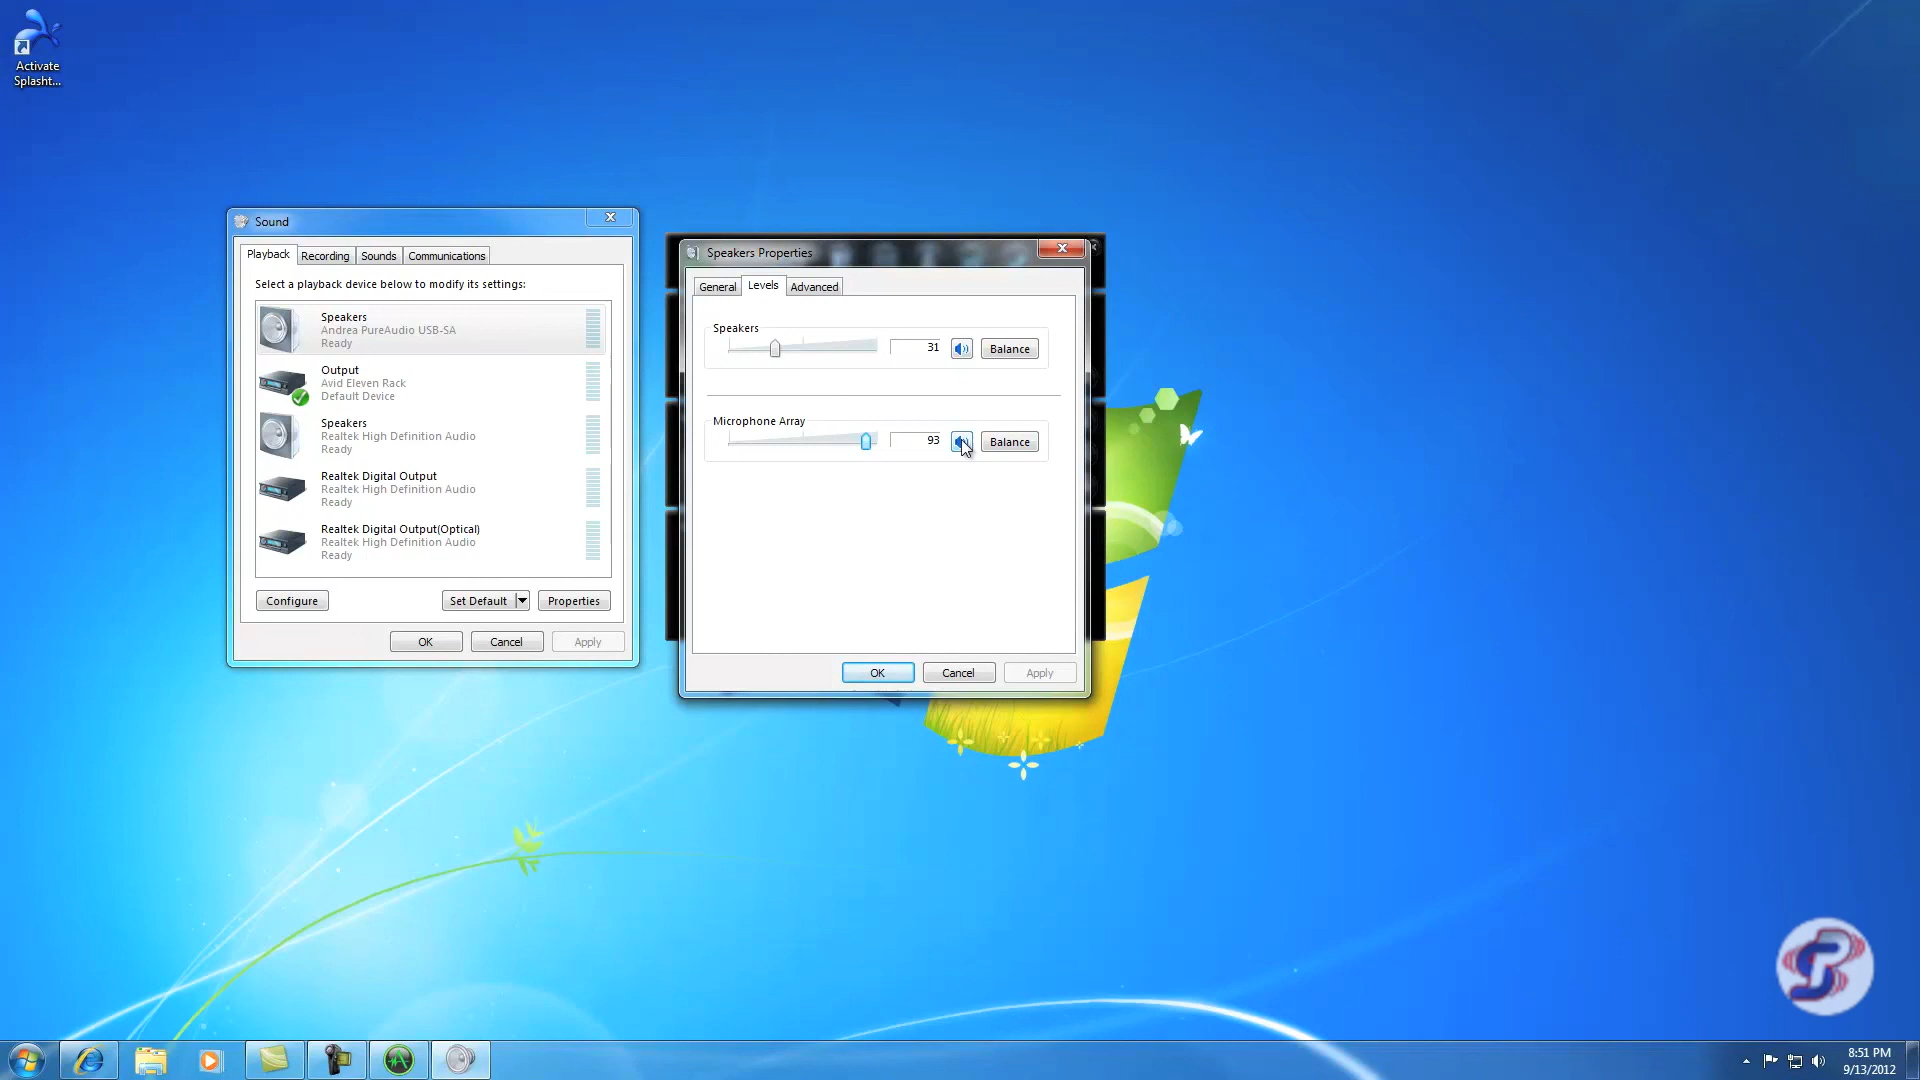 Activate
Splasht...
Sound
Playback
Recording
Sounds
Communications
Select a playback device below to modify its settings:
Speakers
Andrea PureAudio USB-SA
Ready
Output
Avid Eleven Rack
Default Device
Speakers
Realtek High Definition Audio
Ready
Realtek Digital Output
Realtek High Definition Audio
Ready
Realtek Digital Output(Optical)
Realtek High Definition Audio
Ready
Configure
Set Default
Properties
OK
Cancel
Apply
Speakers Properties
General
Levels
Advanced
Speakers
31
Balance
Microphone Array
93
Balance
OK
Cancel
Apply
8:51 PM
9/13/2012